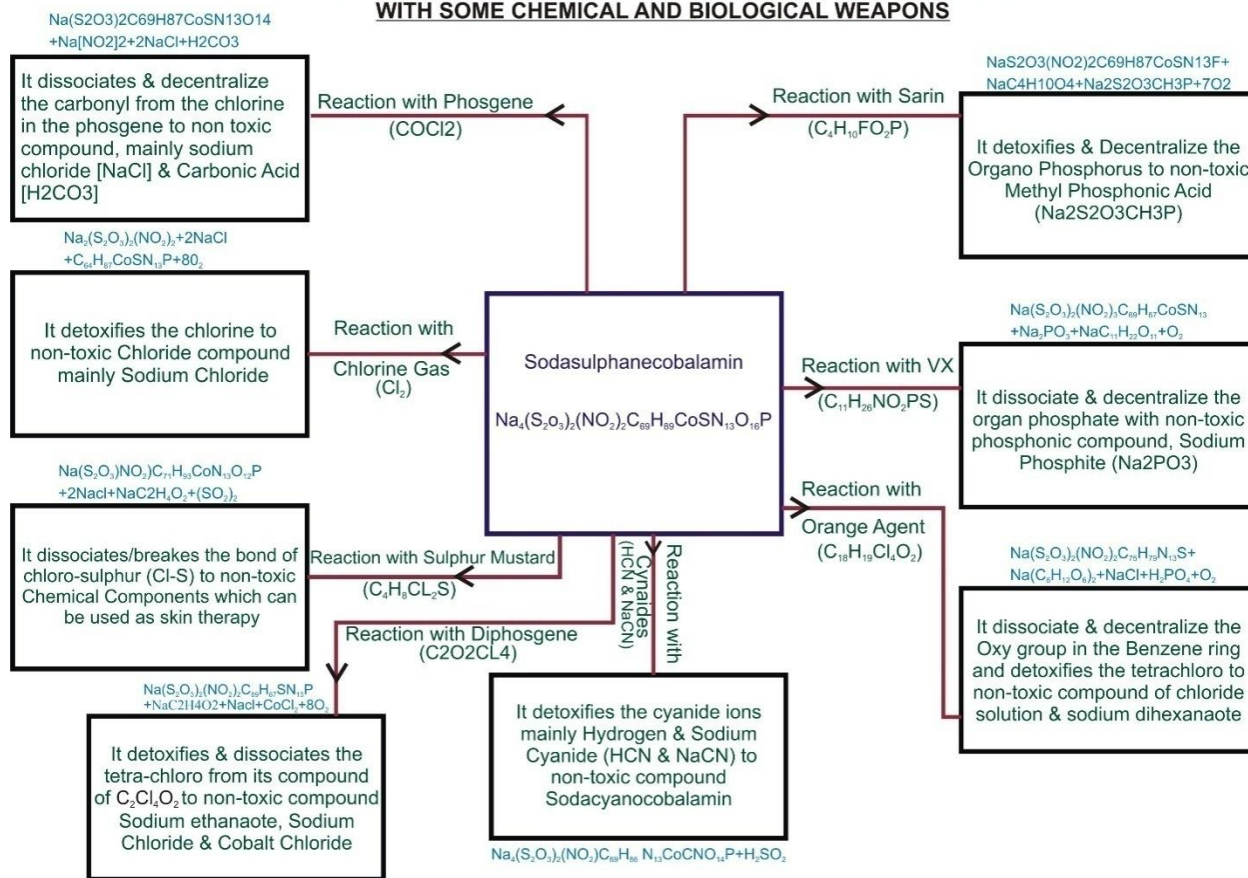 WITH SOME CHEMICAL AND BIOLOGICAL WEAPONS
Na(S2O3)2C69H87CoSN13O14
+Na[NO2]2+2NaCl+H2CO3
It dissociates & decentralize
the carbonyl from the chlorine
in the phosgene to non toxic
compound, mainly sodium
chloride [NaCl] & Carbonic Acid
[H2CO3]
Reaction with Phosgene
(COCl2)
Reaction with Sarin
(C₄H₁₀FO₂P)
NaS2O3(NO2)2C69H87CoSN13F+
NaC4H10O4+Na2S2O3CH3P+7O2
It detoxifies & Decentralize the
Organo Phosphorus to non-toxic
Methyl Phosphonic Acid
(Na2S2O3CH3P)
Na₂(S₂O₃)₂(NO₂)₂+2NaCl
+C₆₄H₈₇CoSN₁₃P+8O₂
It detoxifies the chlorine to
non-toxic Chloride compound
mainly Sodium Chloride
Reaction with
Chlorine Gas
(Cl₂)
Sodasulphanecobalamin
Na₄(S₂o₃)₂(NO₂)₂C₆₉H₈₉CoSN₁₃O₁₆P
Reaction with VX
(C₁₁H₂₆NO₂PS)
Na(S₂O₃)₂(NO₂)₃C₆₉H₆₇CoSN₁₃
+Na₂PO₃+NaC₁₁H₂₂O₁₁+O₂
It dissociate & decentralize the
organ phosphate with non-toxic
phosphonic compound, Sodium
Phosphite (Na2PO3)
Na(S₂O₃)NO₂)C₇₁H₉₃CoN₁₃O₁₂P
+2Nacl+NaC2H₄O₂+(SO₂)₂
It dissociates/breakes the bond of
chloro-sulphur (Cl-S) to non-toxic
Chemical Components which can
be used as skin therapy
Reaction with Sulphur Mustard
(C₄H₈CL₂S)
Reaction with
Orange Agent
(C₁₈H₁₉Cl₄O₂)
Na(S₂O₃)₂(NO₂)₂C₇₅H₇₉N₁₃S+
Na(C₆H₁₂O₆)₂+NaCl+H₂PO₄+O₂
It dissociate & decentralize the
Oxy group in the Benzene ring
and detoxifies the tetrachloro to
non-toxic compound of chloride
solution & sodium dihexanaote
Reaction with Diphosgene
(C2O2CL4)
Na(S₂O₃)₂(NO₂)₂C₆₉H₆₇SN₁₃P
+NaC2H4O2+Nacl+CoCl₂+8O₂
It detoxifies & dissociates the
tetra-chloro from its compound
of C₂Cl₄O₂ to non-toxic compound
Sodium ethanaote, Sodium
Chloride & Cobalt Chloride
Reaction with
Cynaides
(HCN & NaCN)
It detoxifies the cyanide ions
mainly Hydrogen & Sodium
Cyanide (HCN & NaCN) to
non-toxic compound
Sodacyanocobalamin
Na₄(S₂O₃)₂(NO₂)C₆₉H₈₆ N₁₃CoCNO₁₄P+H₂SO₂